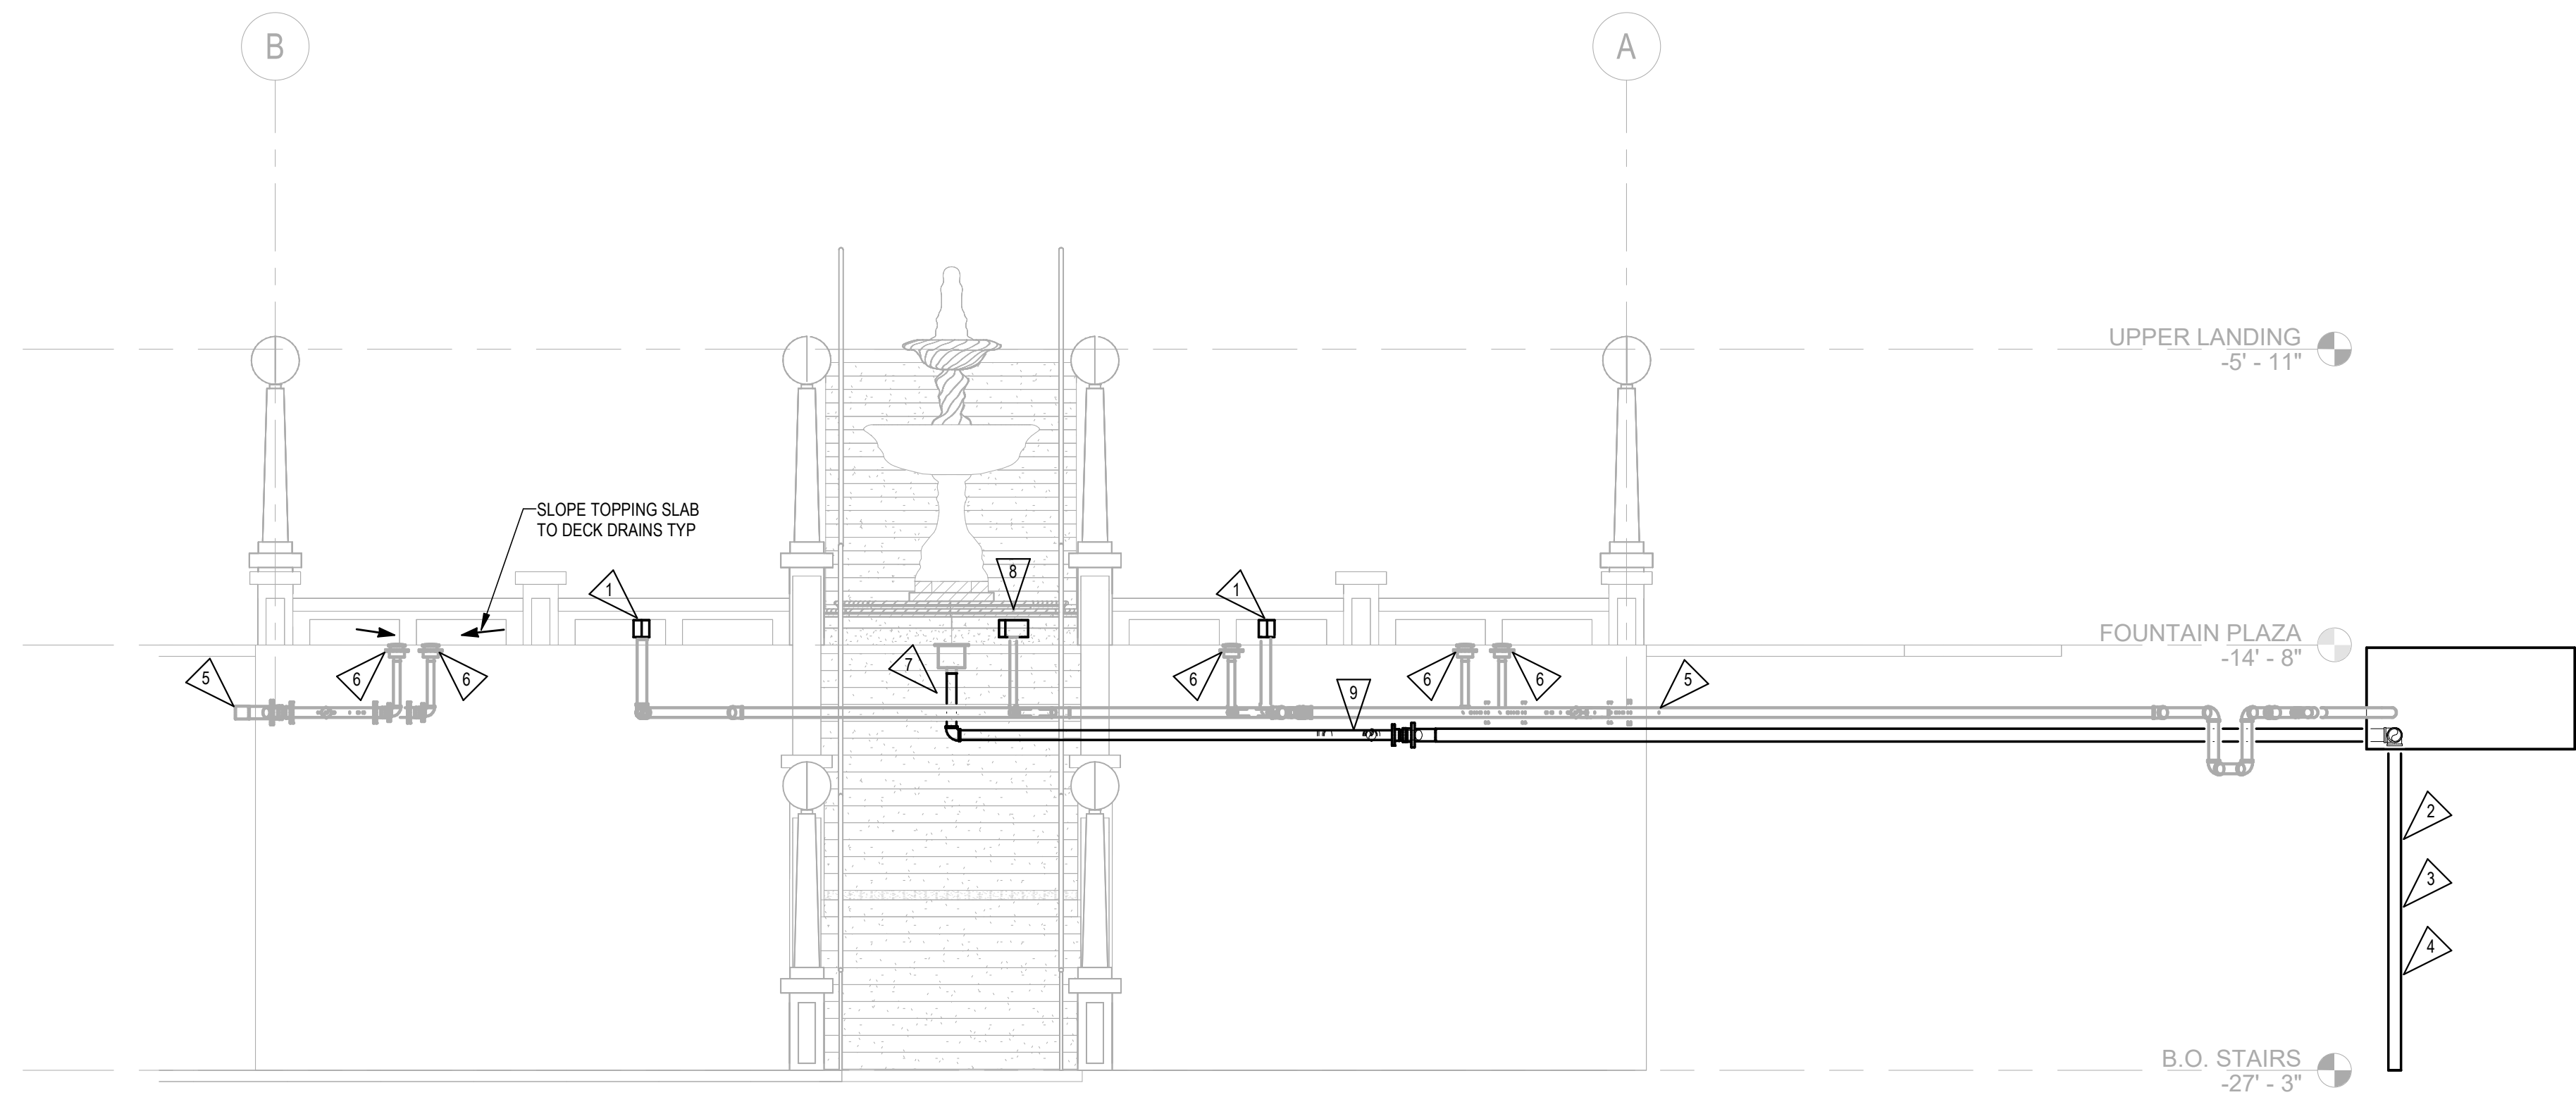 B
A
UPPER LANDING
-5' - 11"
SLOPE TOPPING SLAB
TO DECK DRAINS TYP
8
1
1
FOUNTAIN PLAZA
-14' - 8"
5
6
6
7
6
9
6
6
5
2
3
4
B.O. STAIRS
-27' - 3"